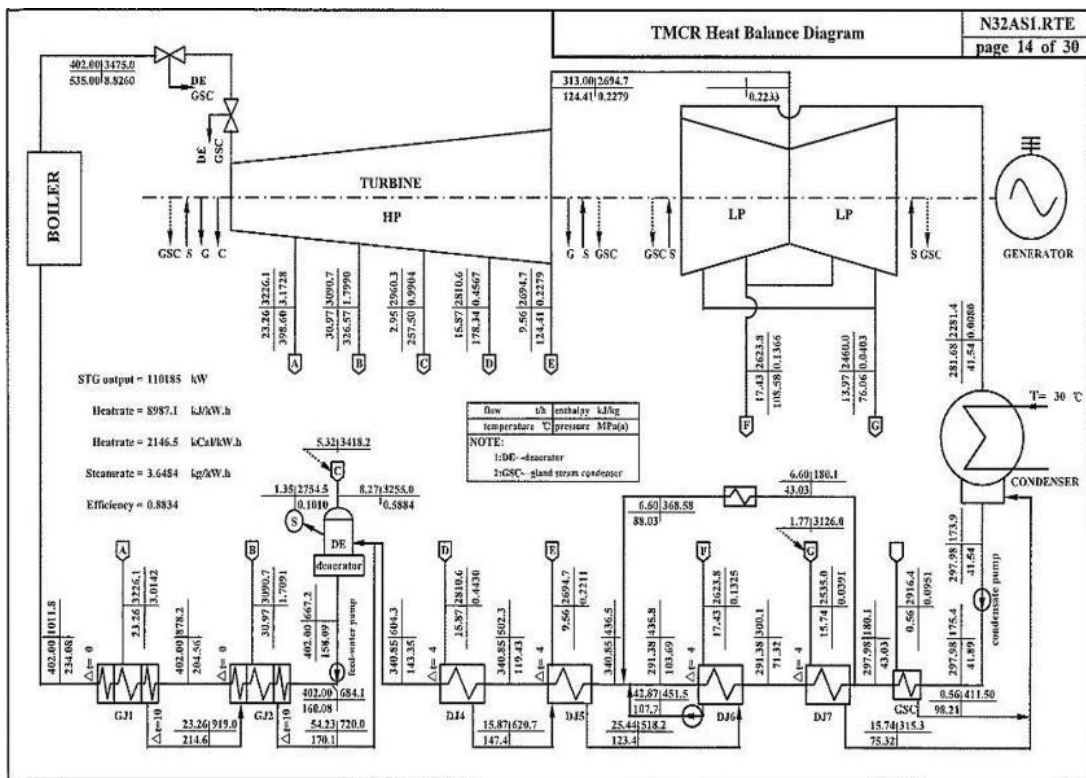 TMCR Heat Balance Diagram
N32AS1.RTE
page 14 of 30
402.00 3475.0
535.00 8.8260
DE
GSC
DE
GSC
313.00 2694.7
124.41 0.2279
0.2233
BOILER
TURBINE
HP
LP
LP
GENERATOR
GSC S G C
G S GSC
GSC S
S GSC
23.26 3226.1
398.60 3.1728
30.97 3090.7
326.57 1.7990
2.95 2960.3
257.50 0.9904
15.87 2810.6
178.34 0.4567
9.56 2694.7
124.41 0.2279
A
B
C
D
E
17.43 2623.8
108.58 0.1366
13.97 2460.0
76.06 0.0403
F
G
281.68 2281.4
41.54 0.0080
T= 30 ℃
CONDENSER
STG output = 110185 kW
Heatrate = 8987.1 kJ/kW.h
Heatrate = 2146.5 kCal/kW.h
Steamrate = 3.6484 kg/kW.h
Efficiency = 0.8834
flow t/h enthalpy kJ/kg
temperature ℃ pressure MPa(a)
NOTE:
1:DE--deaerator
2:GSC--gland steam condenser
5.32 3418.2
C
1.35 2754.5
0.1010
8.27 3255.0
0.5884
S
DE
deaerator
6.60 180.1
43.03
6.60 368.58
88.03
1.77 3126.0
A
B
D
E
F
G
23.26 3226.1
3.0142
30.97 3090.7
1.7091
402.00 667.2
158.09
feed-water pump
15.87 2810.6
0.4430
9.56 2694.7
0.2211
17.43 2623.8
0.1325
15.74 2535.0
0.0391
0.56 2916.4
0.0951
297.98 173.9
41.54
condensate pump
402.00 1011.8
234.08
△t= 0
402.00 878.2
204.56
△t= 0
340.85 604.3
143.35
△t= 4
340.85 502.3
119.43
△t= 4
340.85 436.5
291.38 435.8
103.69
△t= 4
291.38 300.1
71.32
△t= 4
297.98 180.1
43.03
297.98 175.4
41.89
GJ1
GJ2
DJ4
DJ5
DJ6
DJ7
GSC
402.00 684.1
160.08
42.87 451.5
107.7
0.56 411.50
98.21
△t=10
23.26 919.0
214.6
△t=10
54.23 720.0
170.1
15.87 620.7
147.4
25.44 518.2
123.4
15.74 315.3
75.32